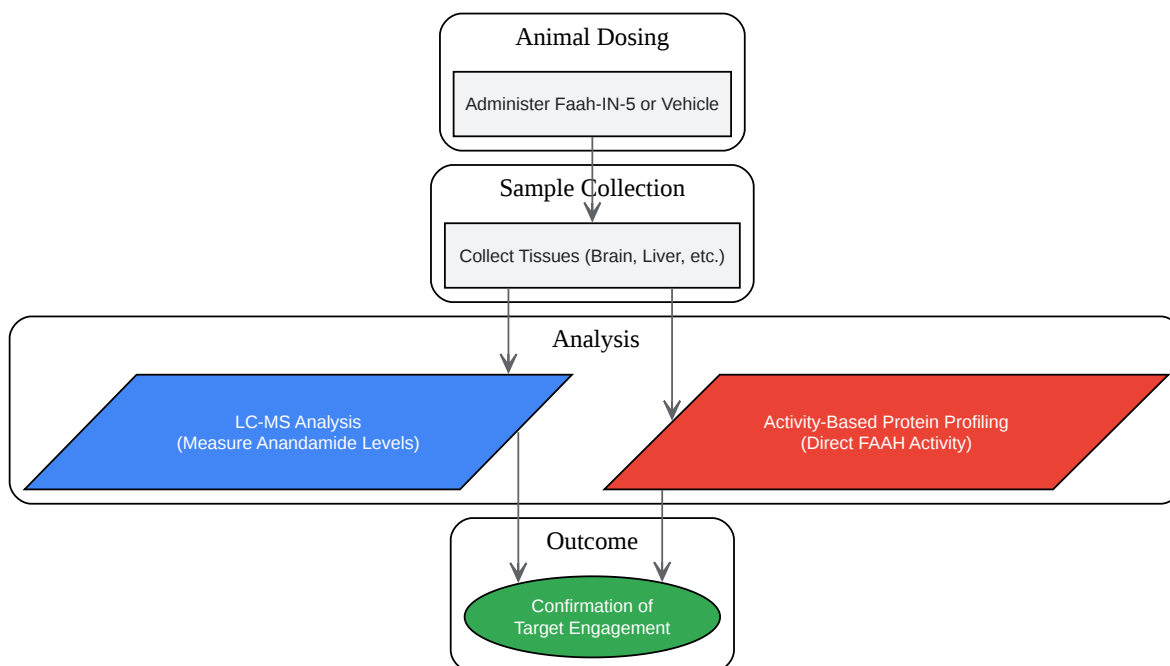 Animal Dosing
Administer Faah-IN-5 or Vehicle
Sample Collection
Collect Tissues (Brain, Liver, etc.)
Analysis
LC-MS Analysis
(Measure Anandamide Levels)
Activity-Based Protein Profiling
(Direct FAAH Activity)
Outcome
Confirmation of
Target Engagement